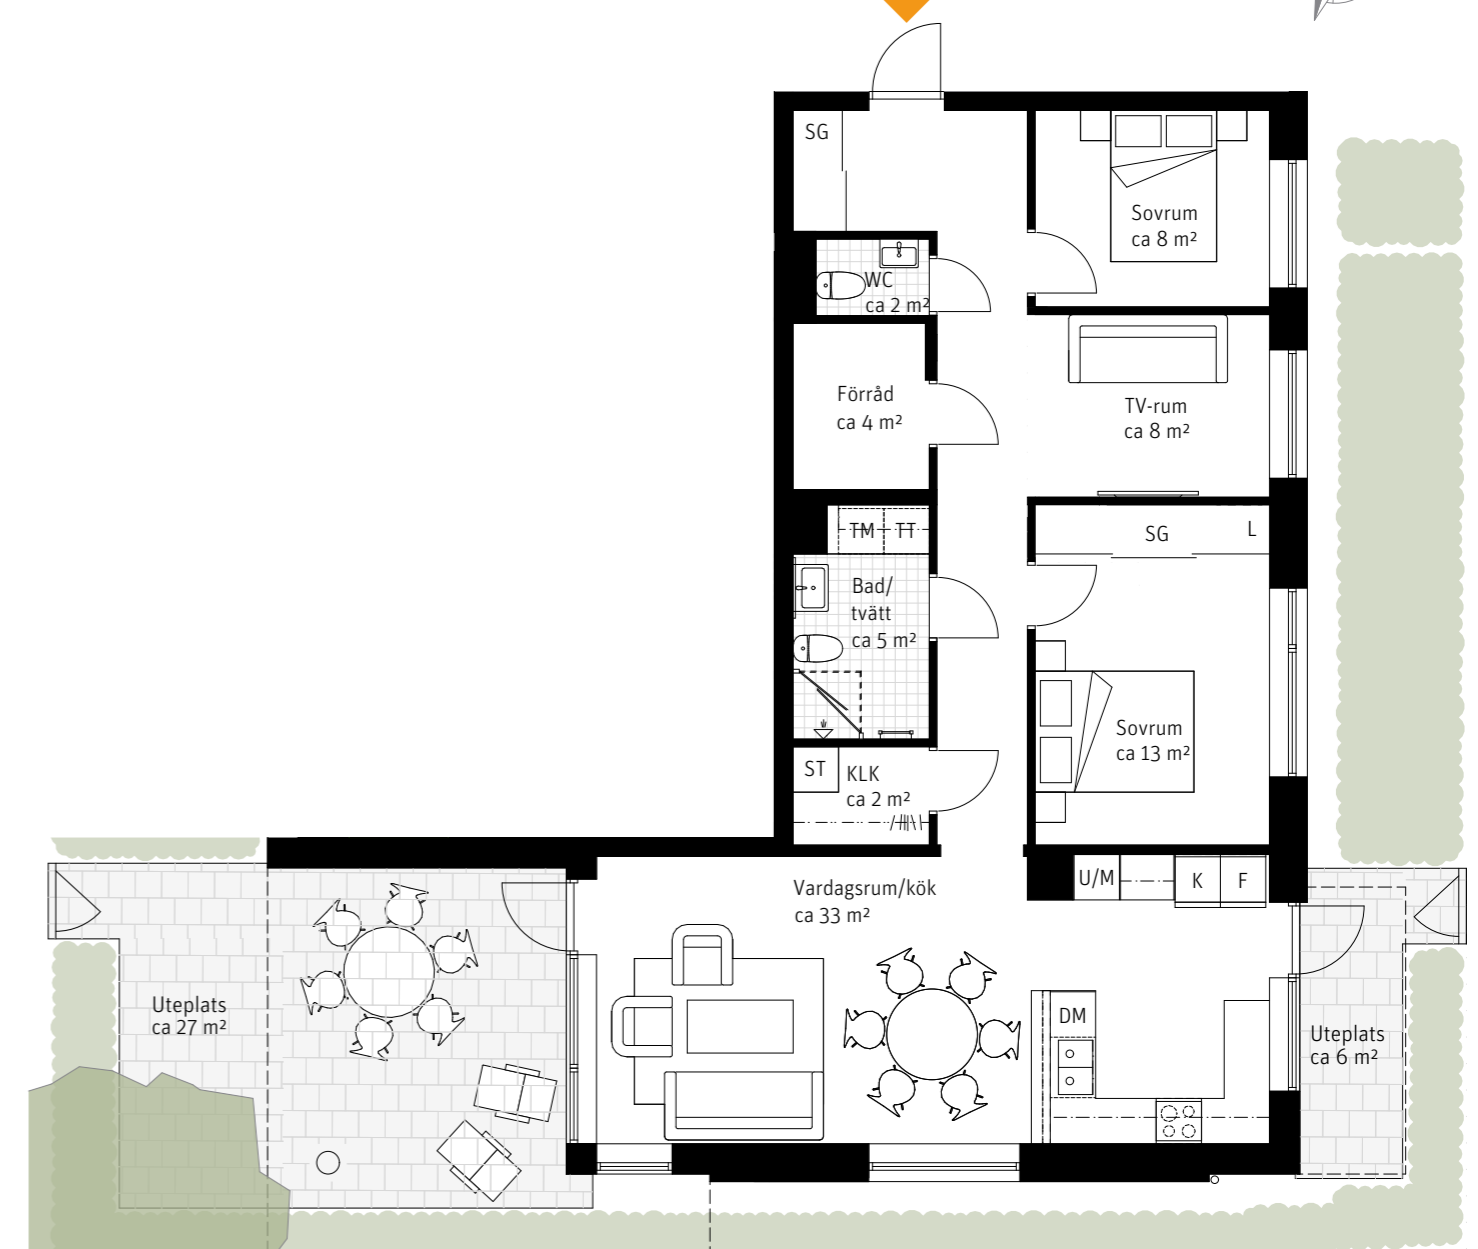 SG
Sovrum
ca 8 m²
WC
ca 2 m²
Förråd
ca 4 m²
TV-rum
ca 8 m²
TM TT
SG L
Bad/
tvätt
ca 5 m²
Sovrum
ca 13 m²
ST
KLK
ca 2 m²
Vardagsrum/kök
ca 33 m²
U/M K F
Uteplats
ca 27 m²
DM
Uteplats
ca 6 m²